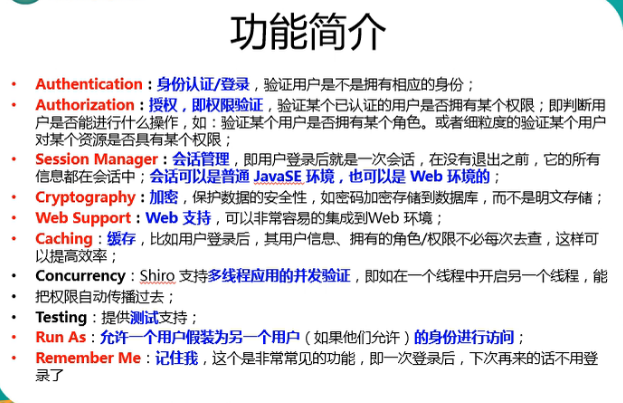 功能简介
• Authentication：身份认证/登录，验证用户是不是拥有相应的身份；
• Authorization：授权，即权限验证，验证某个已认证的用户是否拥有某个权限；即判断用
户是否能进行什么操作，如：验证某个用户是否拥有某个角色。或者细粒度的验证某个用户
对某个资源是否具有某个权限；
• Session Manager：会话管理，即用户登录后就是一次会话，在没有退出之前，它的所有
信息都在会话中；会话可以是普通 JavaSE 环境，也可以是 Web 环境的；
• Cryptography：加密，保护数据的安全性，如密码加密存储到数据库，而不是明文存储；
• Web Support：Web 支持，可以非常容易的集成到Web 环境；
• Caching：缓存，比如用户登录后，其用户信息、拥有的角色/权限不必每次去查，这样可
以提高效率；
• Concurrency：Shiro 支持多线程应用的并发验证，即如在一个线程中开启另一个线程，能
• 把权限自动传播过去；
• Testing：提供测试支持；
• Run As：允许一个用户假装为另一个用户（如果他们允许）的身份进行访问；
• Remember Me：记住我，这个是非常常见的功能，即一次登录后，下次再来的话不用登
录了